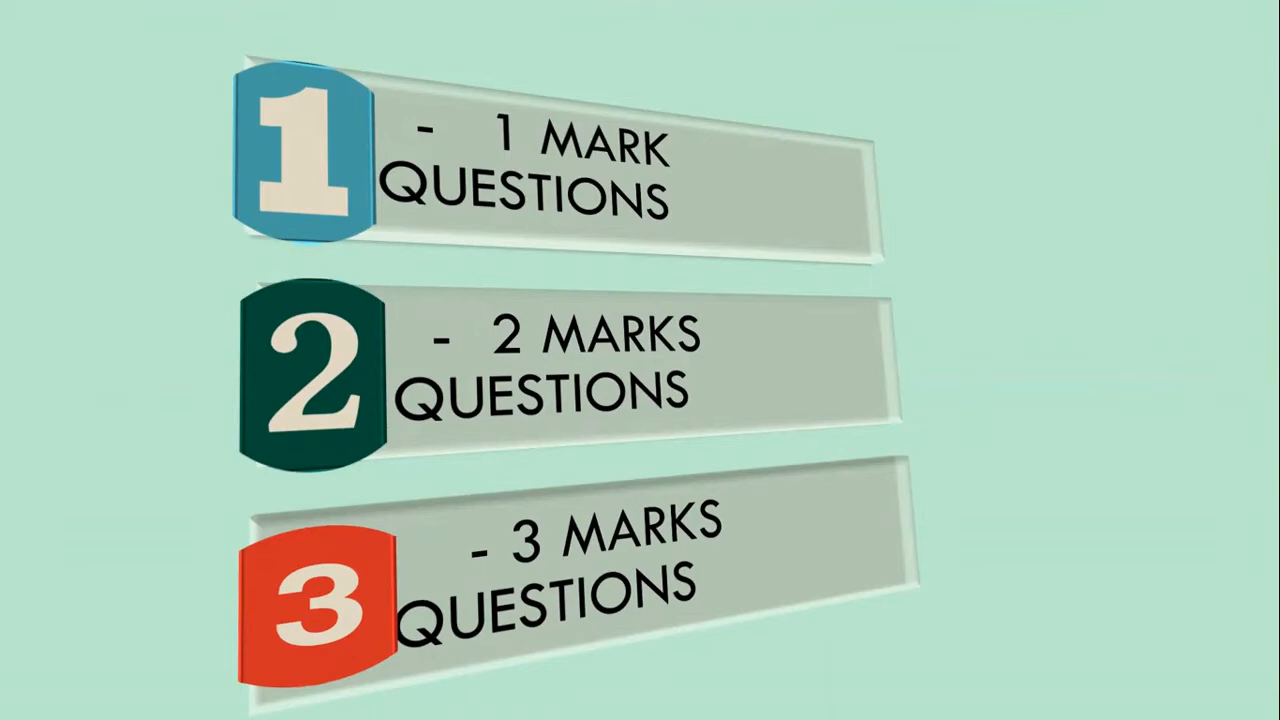 1 - 1 MARK
QUESTIONS
2 - 2 MARKS
QUESTIONS
3 - 3 MARKS
QUESTIONS